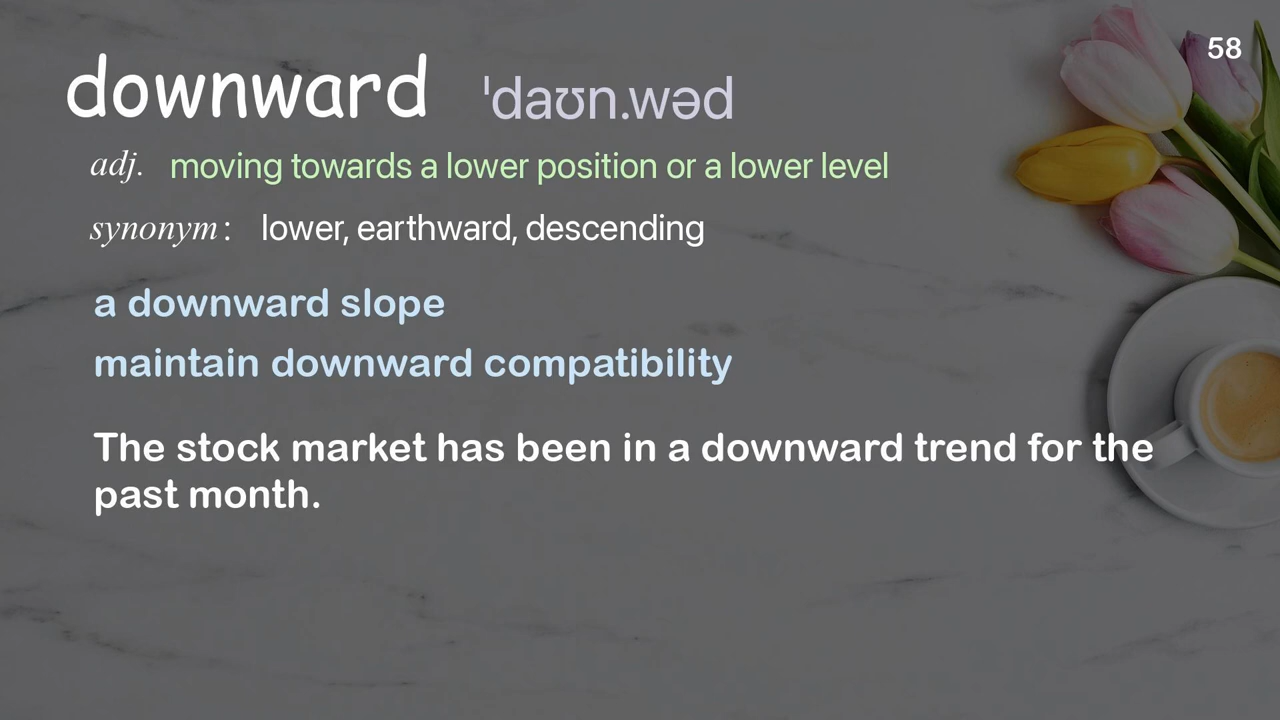 58
downward ˈdaʊn.wəd
adj. moving towards a lower position or a lower level
synonym : lower, earthward, descending
a downward slope
maintain downward compatibility
The stock market has been in a downward trend for the
past month.